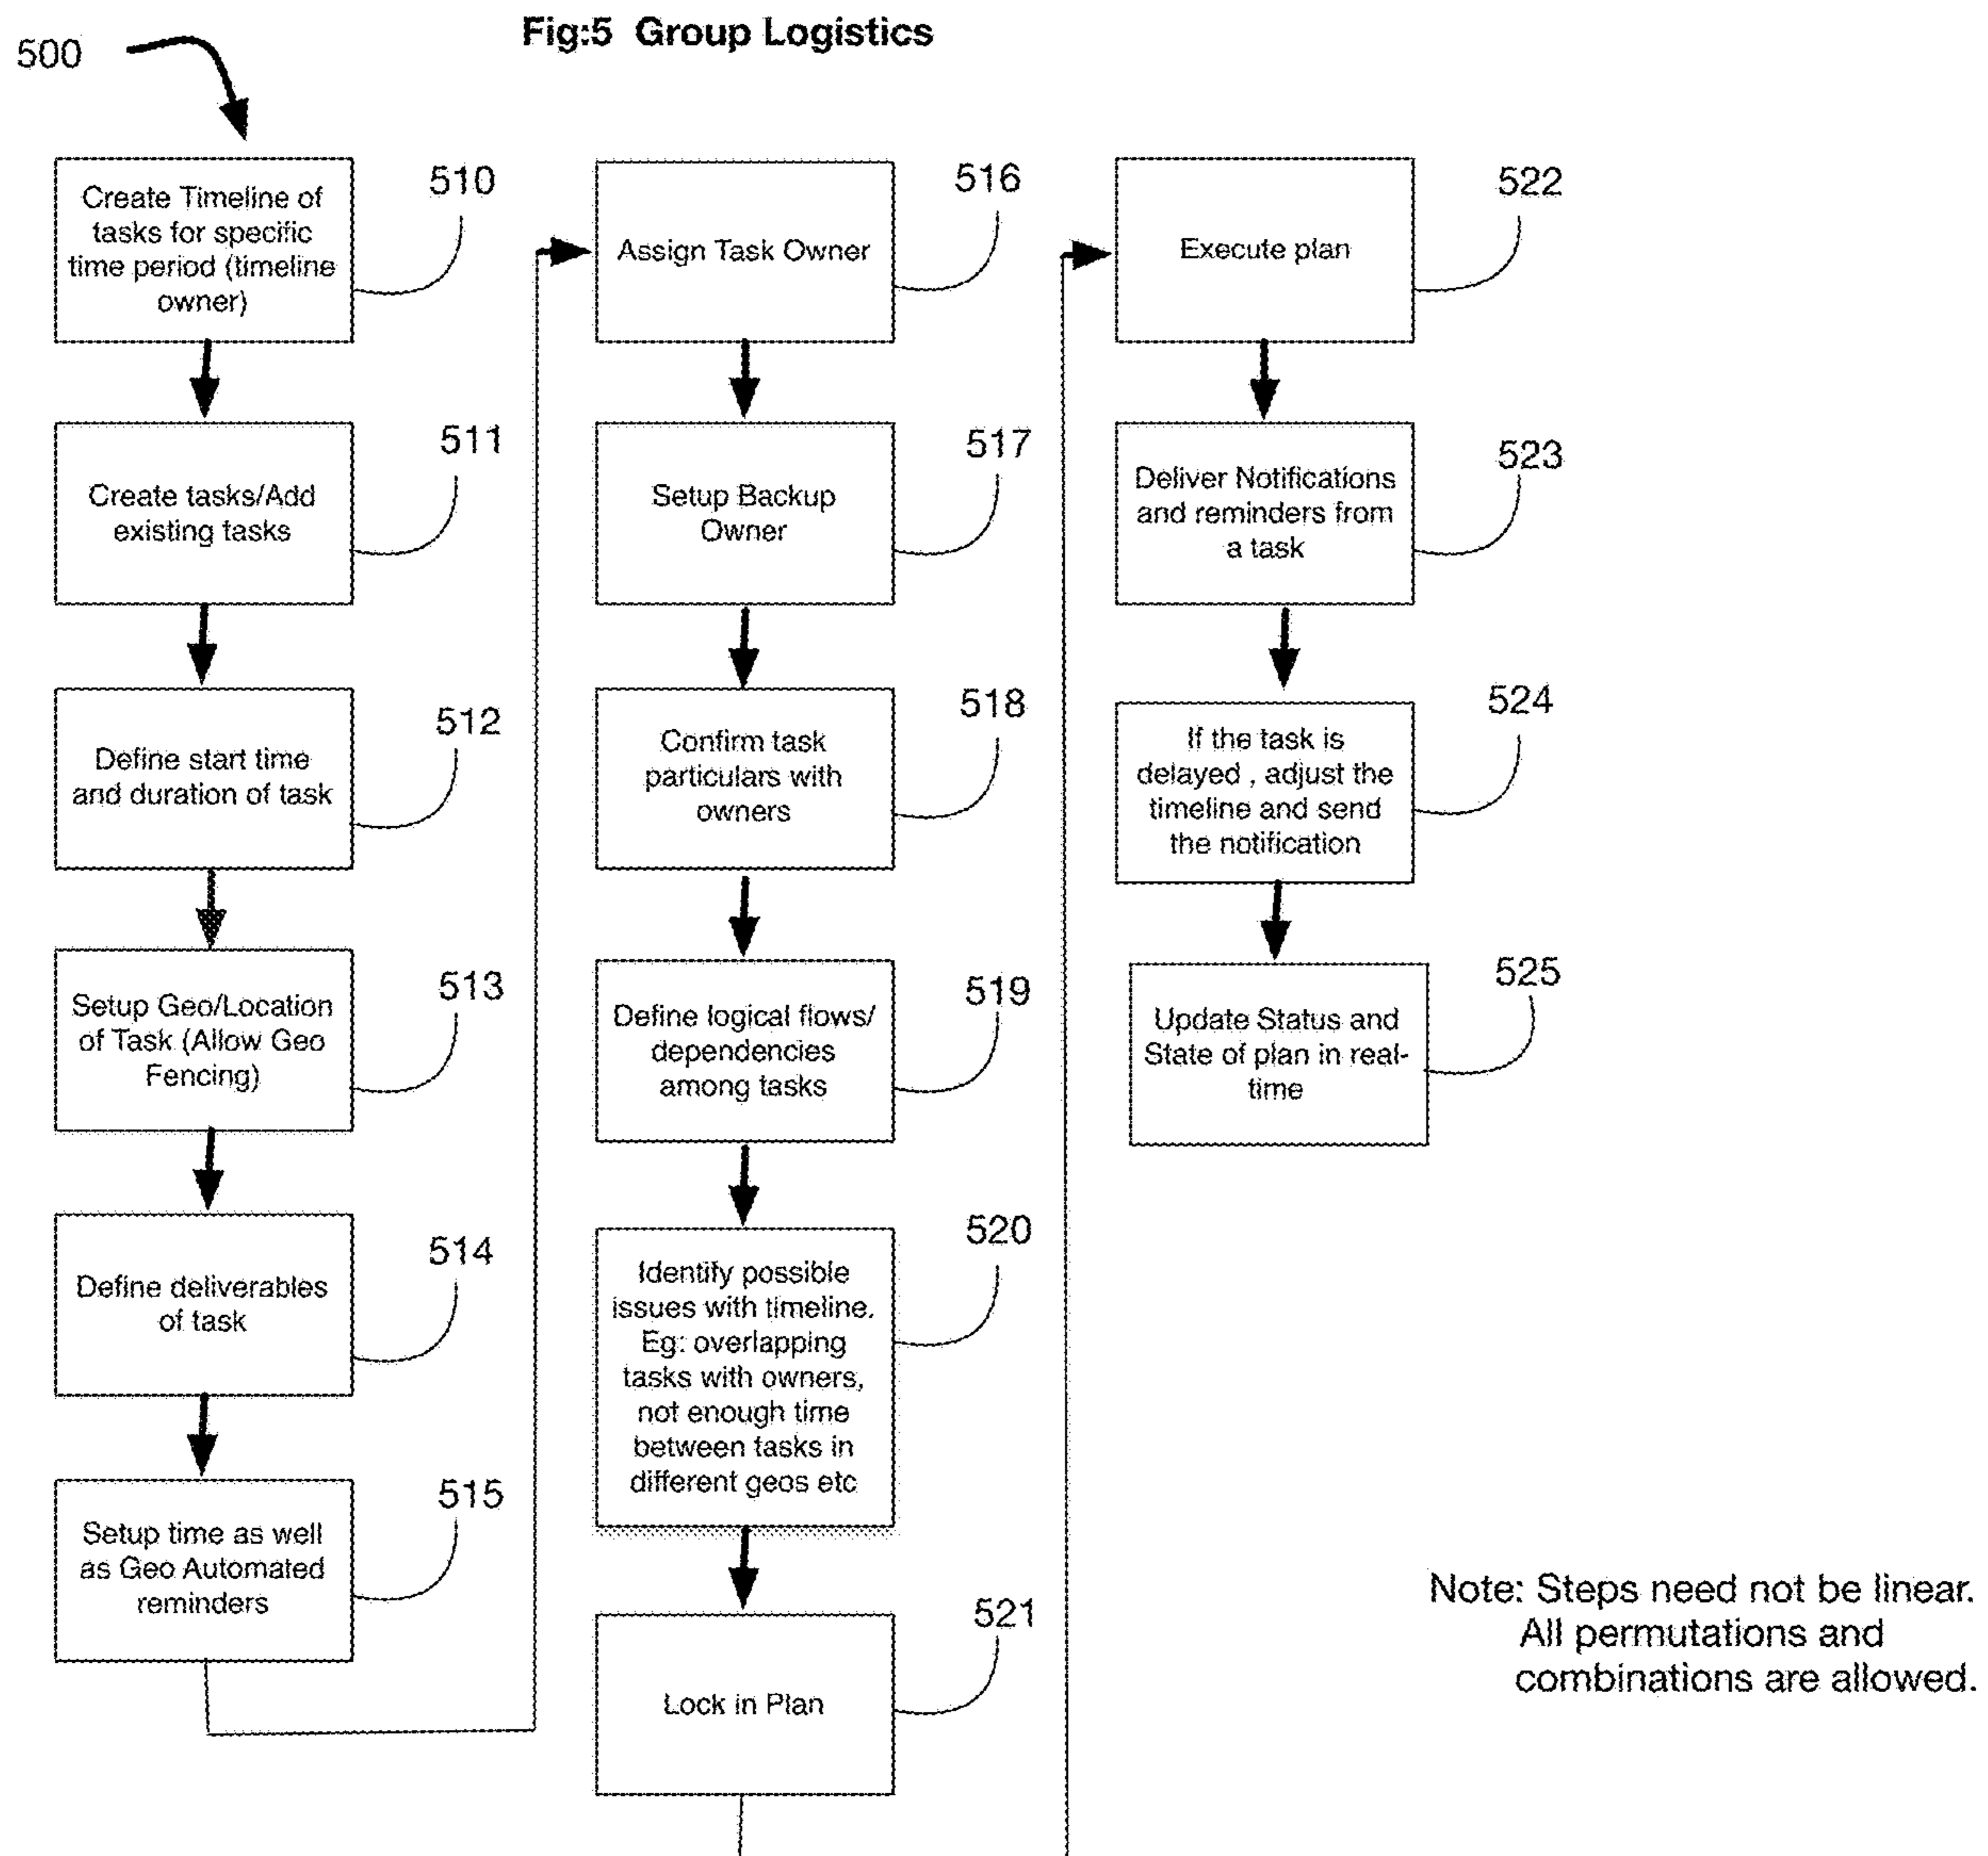 Fig:5 Group Logistics
500
Create Timeline of
tasks for specific
time period (timeline
owner)
510
Create tasks/Add
existing tasks
511
Define start time
and duration of task
512
Setup Geo/Location
of Task (Allow Geo
Fencing)
513
Define deliverables
of task
514
Setup time as well
as Geo Automated
reminders
515
Assign Task Owner
516
Setup Backup
Owner
517
Confirm task
particulars with
owners
518
Define logical flows/
dependencies
among tasks
519
Identify possible
issues with timeline.
Eg: overlapping
tasks with owners,
not enough time
between tasks in
different geos etc
520
Lock in Plan
521
Execute plan
522
Deliver Notifications
and reminders from
a task
523
If the task is
delayed , adjust the
timeline and send
the notification
524
Update Status and
State of plan in real-
time
525
Note: Steps need not be linear.
All permutations and
combinations are allowed.